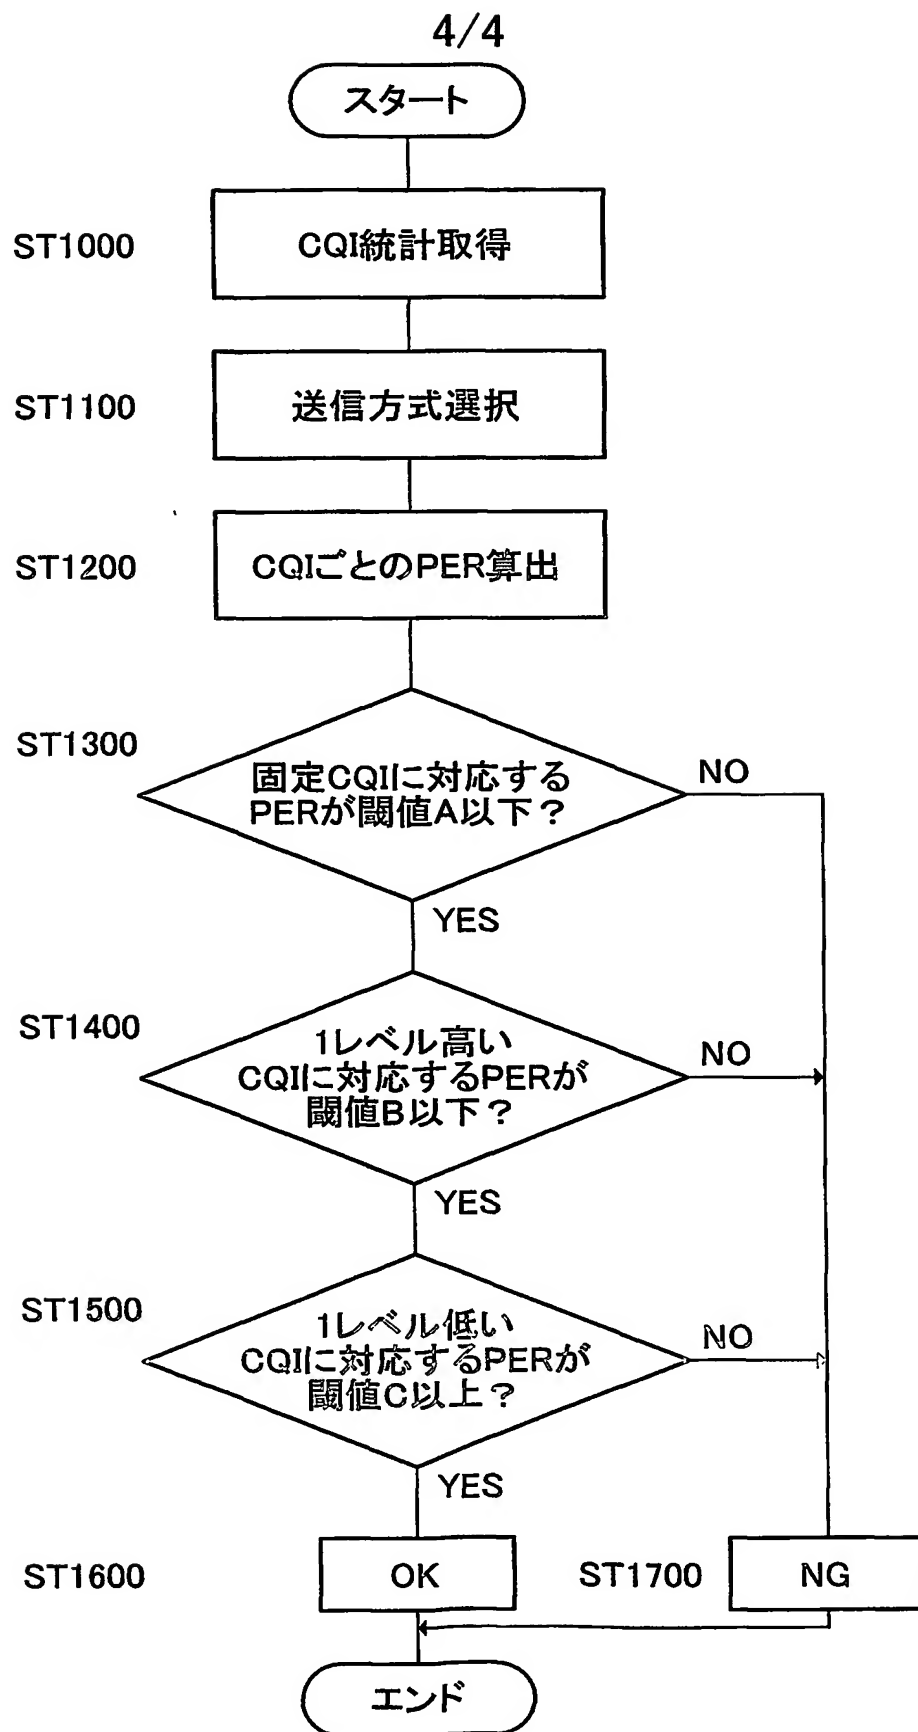 4/4
スタート
ST1000
CQI統計取得
ST1100
送信方式選択
ST1200
CQIごとのPER算出
ST1300
固定CQIに対応する
PERが閾値A以下？
NO
YES
ST1400
1レベル高い
CQIに対応するPERが
閾値B以下？
NO
YES
ST1500
1レベル低い
CQIに対応するPERが
閾値C以上？
NO
YES
ST1600
OK
ST1700
NG
エンド